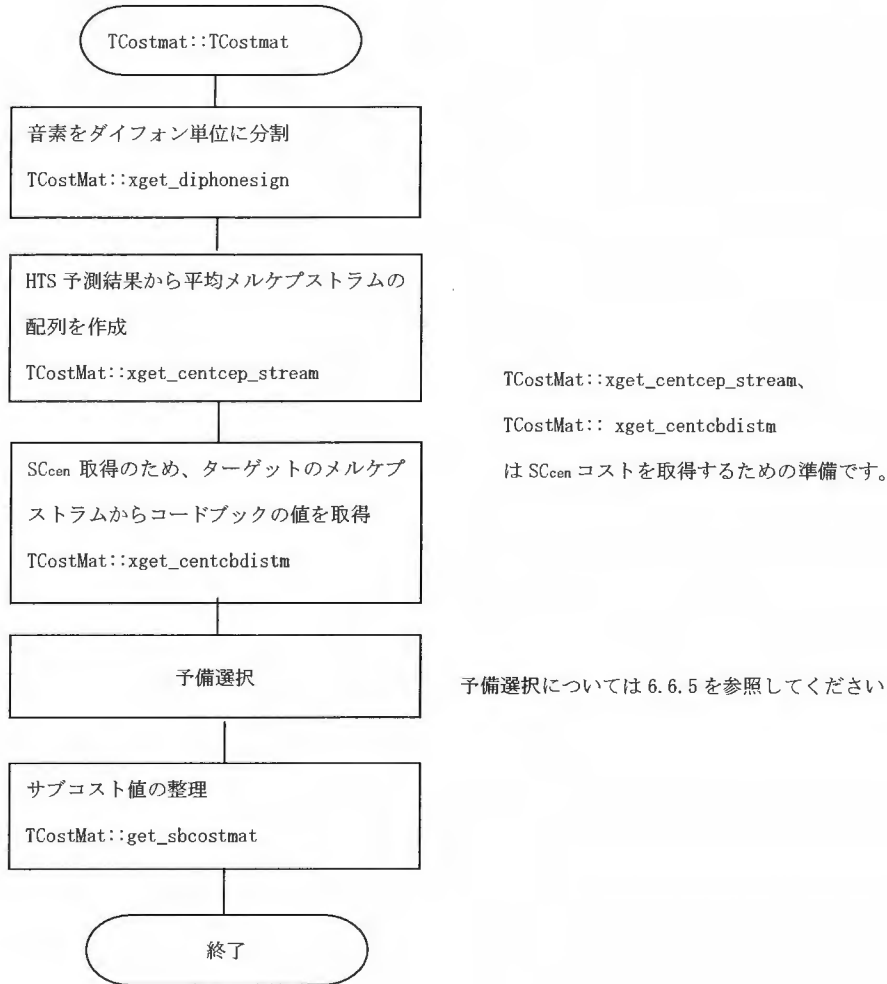 TCostmat::TCostmat
音素をダイフォン単位に分割
TCostMat::xget_diphonesign
HTS 予測結果から平均メルケプストラムの
配列を作成
TCostMat::xget_centcep_stream
TCostMat::xget_centcep_stream、
TCostMat:: xget_centcbdistm
は SCcen コストを取得するための準備です。
SCcen 取得のため、ターゲットのメルケプ
ストラムからコードブックの値を取得
TCostMat::xget_centcbdistm
予備選択
予備選択については 6.6.5 を参照してください
サブコスト値の整理
TCostMat::get_sbcostmat
終了